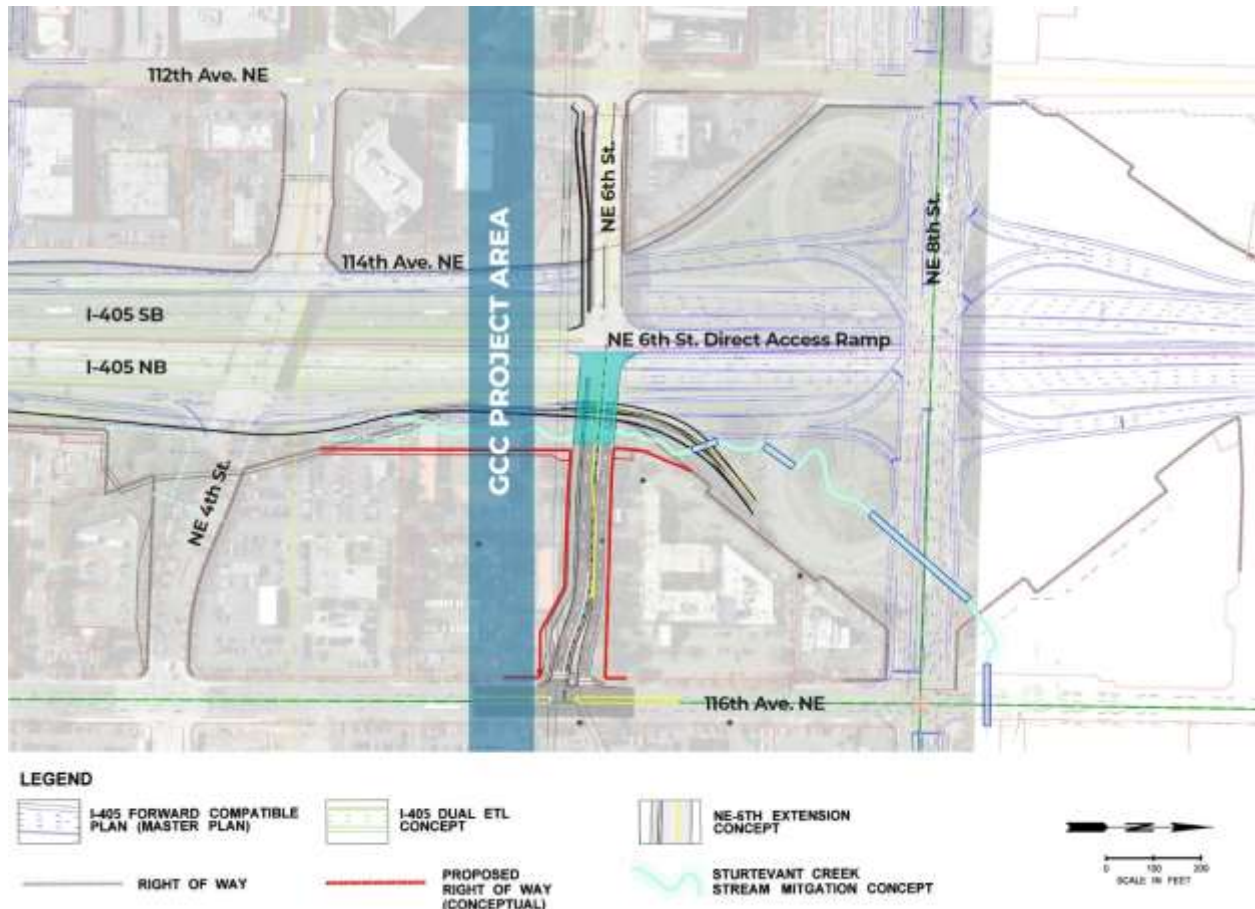 112th Ave. NE
NE 6th St.
NE 8th St.
GCC PROJECT AREA
114th Ave. NE
I-405 SB
NE 6th St. Direct Access Ramp
I-405 NB
NE 4th St.
116th Ave. NE
LEGEND
I-405 FORWARD COMPATIBLE
PLAN (MASTER PLAN)
I-405 DUAL ETL
CONCEPT
NE-6TH EXTENSION
CONCEPT
N
RIGHT OF WAY
PROPOSED
RIGHT OF WAY
(CONCEPTUAL)
STURTEVANT CREEK
STREAM MITGATION CONCEPT
0 100 200
SCALE IN FEET